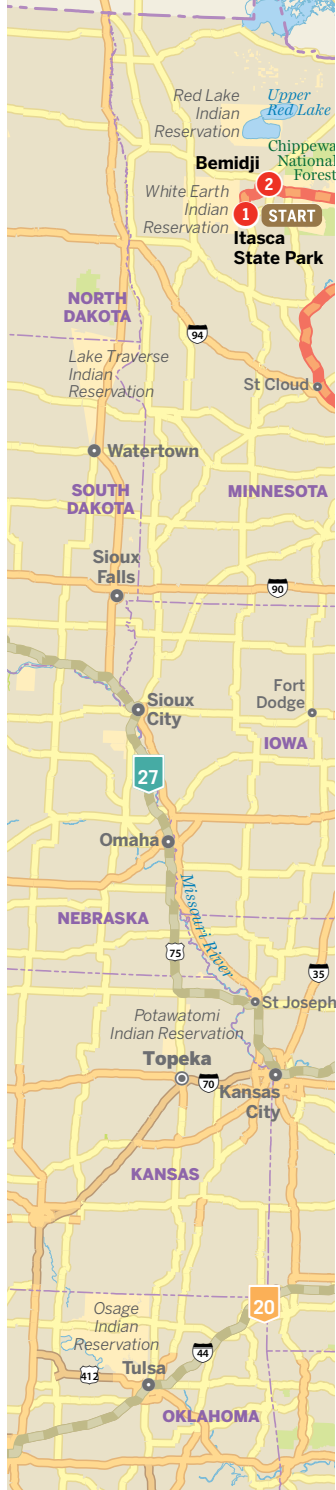 Red Lake
Indian
Reservation
Upper
Red Lake
Chippewa
National
Forest
Bemidji
2
White Earth
Indian
Reservation
1
START
Itasca
State Park
NORTH
DAKOTA
94
Lake Traverse
Indian
Reservation
St Cloud
Watertown
SOUTH
DAKOTA
MINNESOTA
Sioux
Falls
90
Fort
Dodge
Sioux
City
IOWA
27
Omaha
Missouri River
NEBRASKA
75
35
St Joseph
Potawatomi
Indian Reservation
Topeka
70
Kansas
City
KANSAS
20
Osage
Indian
Reservation
44
412
Tulsa
OKLAHOMA